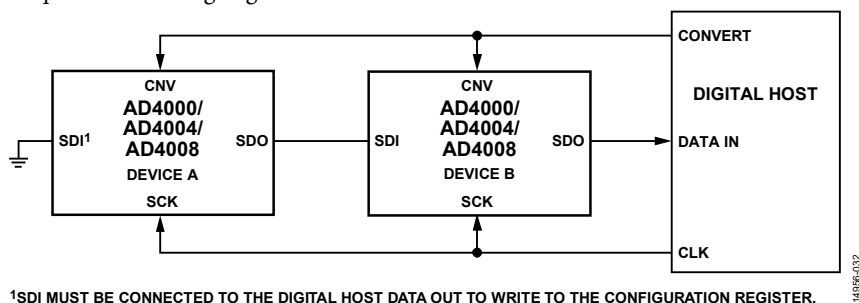 CONVERT
CNV
CNV
AD4000/
AD4004/
AD4008
AD4000/
AD4004/
AD4008
DIGITAL HOST
SDI1
SDO
SDI
SDO
DATA IN
DEVICE A
DEVICE B
SCK
SCK
CLK
14956-032
1SDI MUST BE CONNECTED TO THE DIGITAL HOST DATA OUT TO WRITE TO THE CONFIGURATION REGISTER.